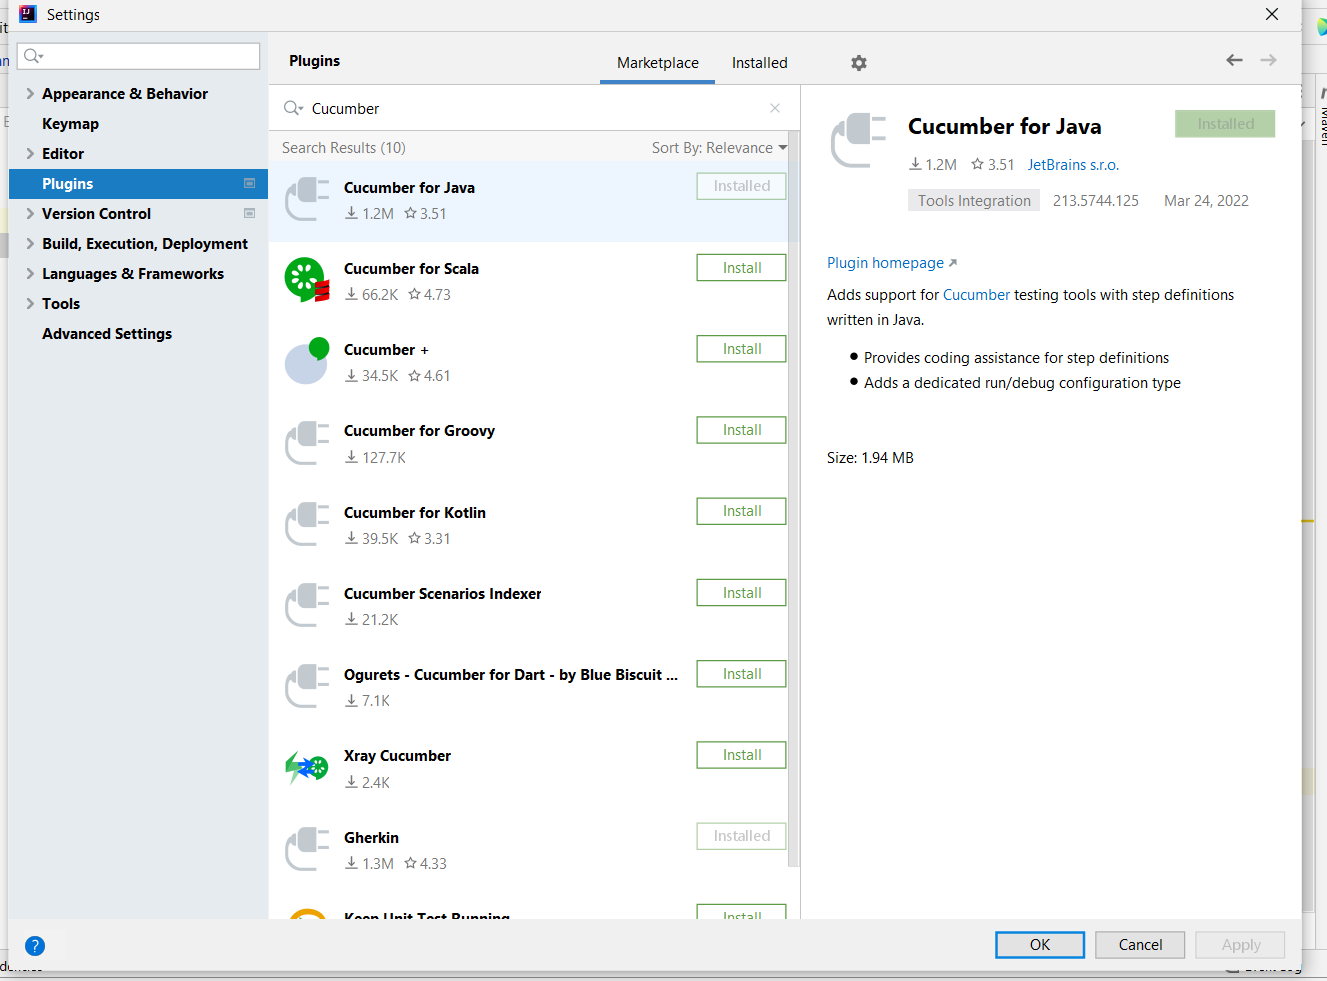 Settings
Appearance & Behavior
Keymap
Editor
Plugins
Version Control
Build, Execution, Deployment
Languages & Frameworks
Tools
Advanced Settings
Plugins
Marketplace
Installed
Cucumber
Search Results (10)
Sort By: Relevance
Cucumber for Java
Installed
1.2M 3.51
Cucumber for Scala
Install
66.2K 4.73
Cucumber +
Install
34.5K 4.61
Cucumber for Groovy
Install
127.7K
Cucumber for Kotlin
Install
39.5K 3.31
Cucumber Scenarios Indexer
Install
21.2K
Ogurets - Cucumber for Dart - by Blue Biscuit ...
Install
7.1K
Xray Cucumber
Install
2.4K
Gherkin
Installed
1.3M 4.33
Keep Unit Test Running
Install
Cucumber for Java
Installed
1.2M 3.51 JetBrains s.r.o.
Tools Integration 213.5744.125 Mar 24, 2022
Plugin homepage
Adds support for Cucumber testing tools with step definitions
written in Java.
Provides coding assistance for step definitions
Adds a dedicated run/debug configuration type
Size: 1.94 MB
?
OK
Cancel
Apply